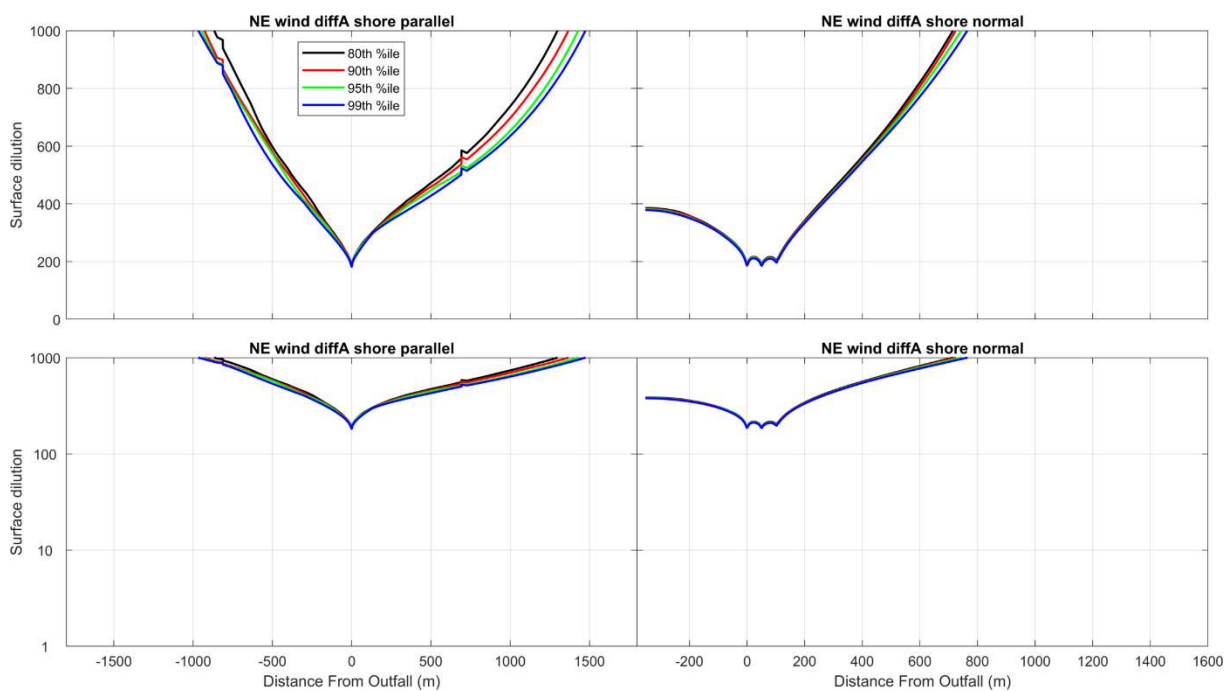 NE wind diffA shore parallel
NE wind diffA shore normal
1000
800
600
400
200
0
Surface dilution
80th %ile
90th %ile
95th %ile
99th %ile
NE wind diffA shore parallel
NE wind diffA shore normal
1000
100
10
1
Surface dilution
-1500 -1000 -500 0 500 1000 1500
-200 0 200 400 600 800 1000 1200 1400 1600
Distance From Outfall (m)
Distance From Outfall (m)